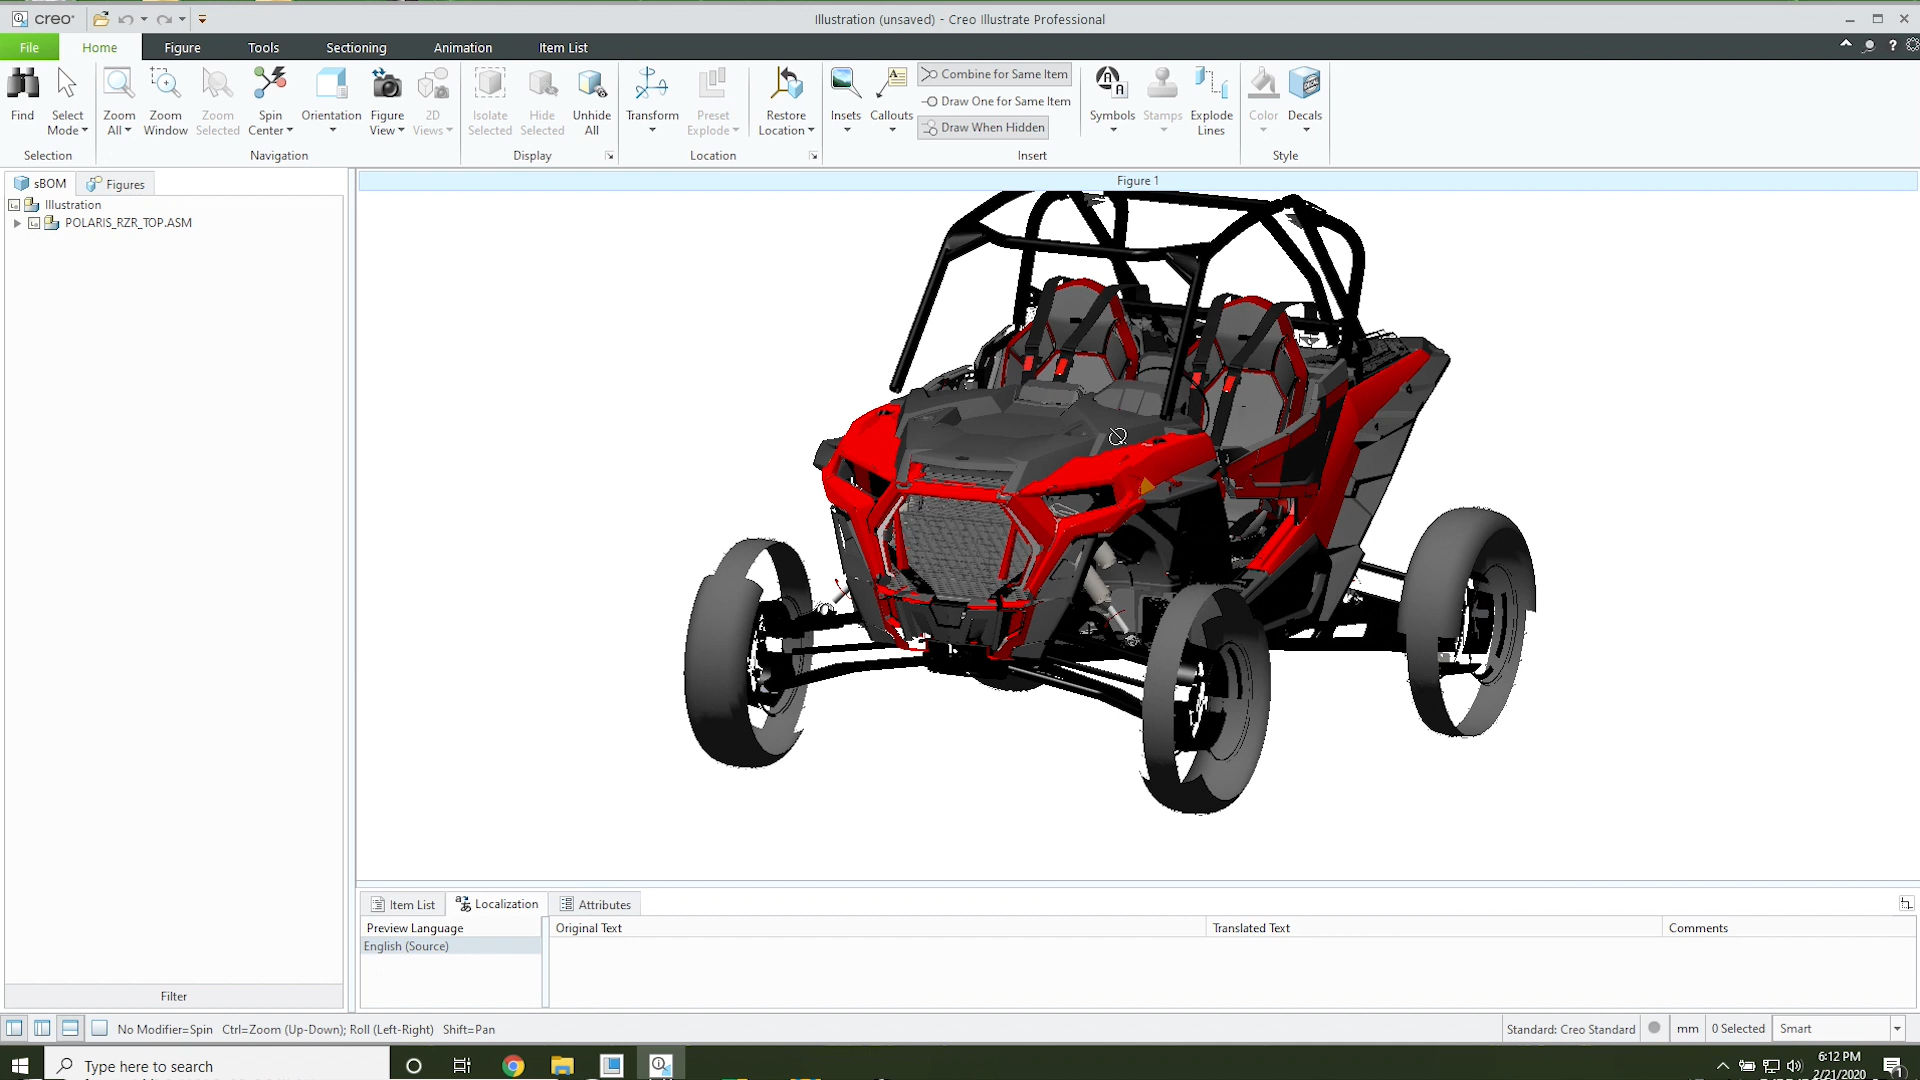 creo
Illustration (unsaved) - Creo Illustrate Professional
File Home Figure Tools Sectioning Animation Item List
Find
Select Mode
Selection
Zoom All
Zoom Window
Zoom Selected
Spin Center
Orientation
Figure View
2D Views
Navigation
Isolate Selected
Hide Selected
Unhide All
Display
Transform
Preset Explode
Restore Location
Location
Insets
Callouts
Combine for Same Item
Draw One for Same Item
Draw When Hidden
Symbols
Stamps
Explode Lines
Insert
Color
Decals
Style
sBOM Figures
Figure 1
Illustration
POLARIS_RZR_TOP.ASM
Item List Localization Attributes
Preview Language Original Text Translated Text Comments
English (Source)
Filter
No Modifier=Spin Ctrl=Zoom (Up-Down); Roll (Left-Right) Shift=Pan
Standard: Creo Standard mm 0 Selected Smart
Type here to search
6:12 PM
2/21/2020
1